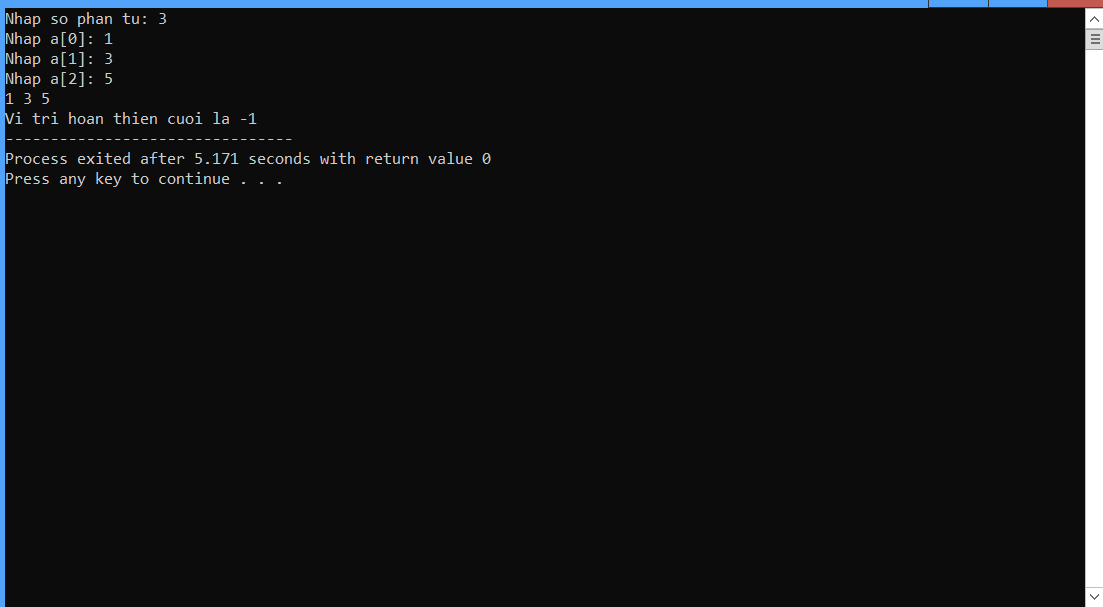 Nhap so phan tu: 3
Nhap a[0]: 1
Nhap a[1]: 3
Nhap a[2]: 5
1 3 5
Vi tri hoan thien cuoi la -1
--------------------------------
Process exited after 5.171 seconds with return value 0
Press any key to continue . . .